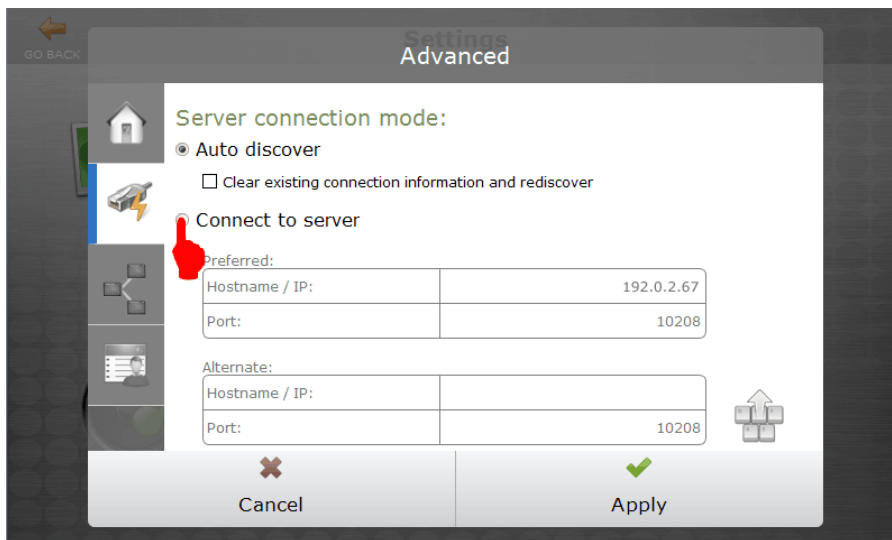 Settings
GO BACK
Advanced
Server connection mode:
Auto discover
Clear existing connection information and rediscover
Connect to server
Preferred:
Hostname / IP: 192.0.2.67
Port: 10208
Alternate:
Hostname / IP:
Port: 10208
Cancel Apply